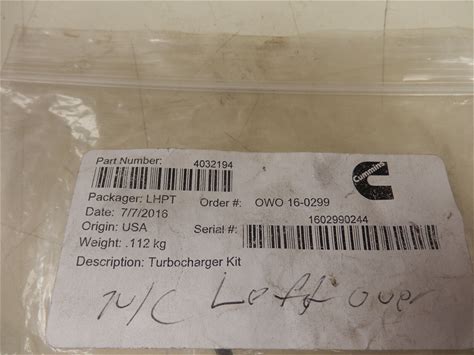 Part Number: 4032194
Cummins
Packager: LHPT Order #: OWO 16-0299
Date: 7/7/2016 1602990244
Origin: USA Serial#:
Weight: .112 kg
Description: Turbocharger Kit
N/C Left over